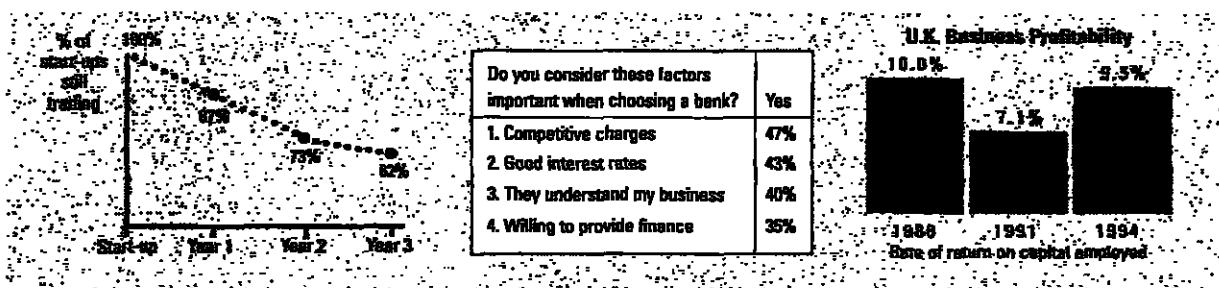 % of
start-ups
still
trading
100%
87%
73%
62%
Start-up Year 1 Year 2 Year 3
Do you consider these factors
important when choosing a bank? Yes
1. Competitive charges 47%
2. Good interest rates 43%
3. They understand my business 40%
4. Willing to provide finance 35%
U.K. Business Profitability
10.0%
7.1%
9.5%
1988 1991 1994
Rate of return on capital employed